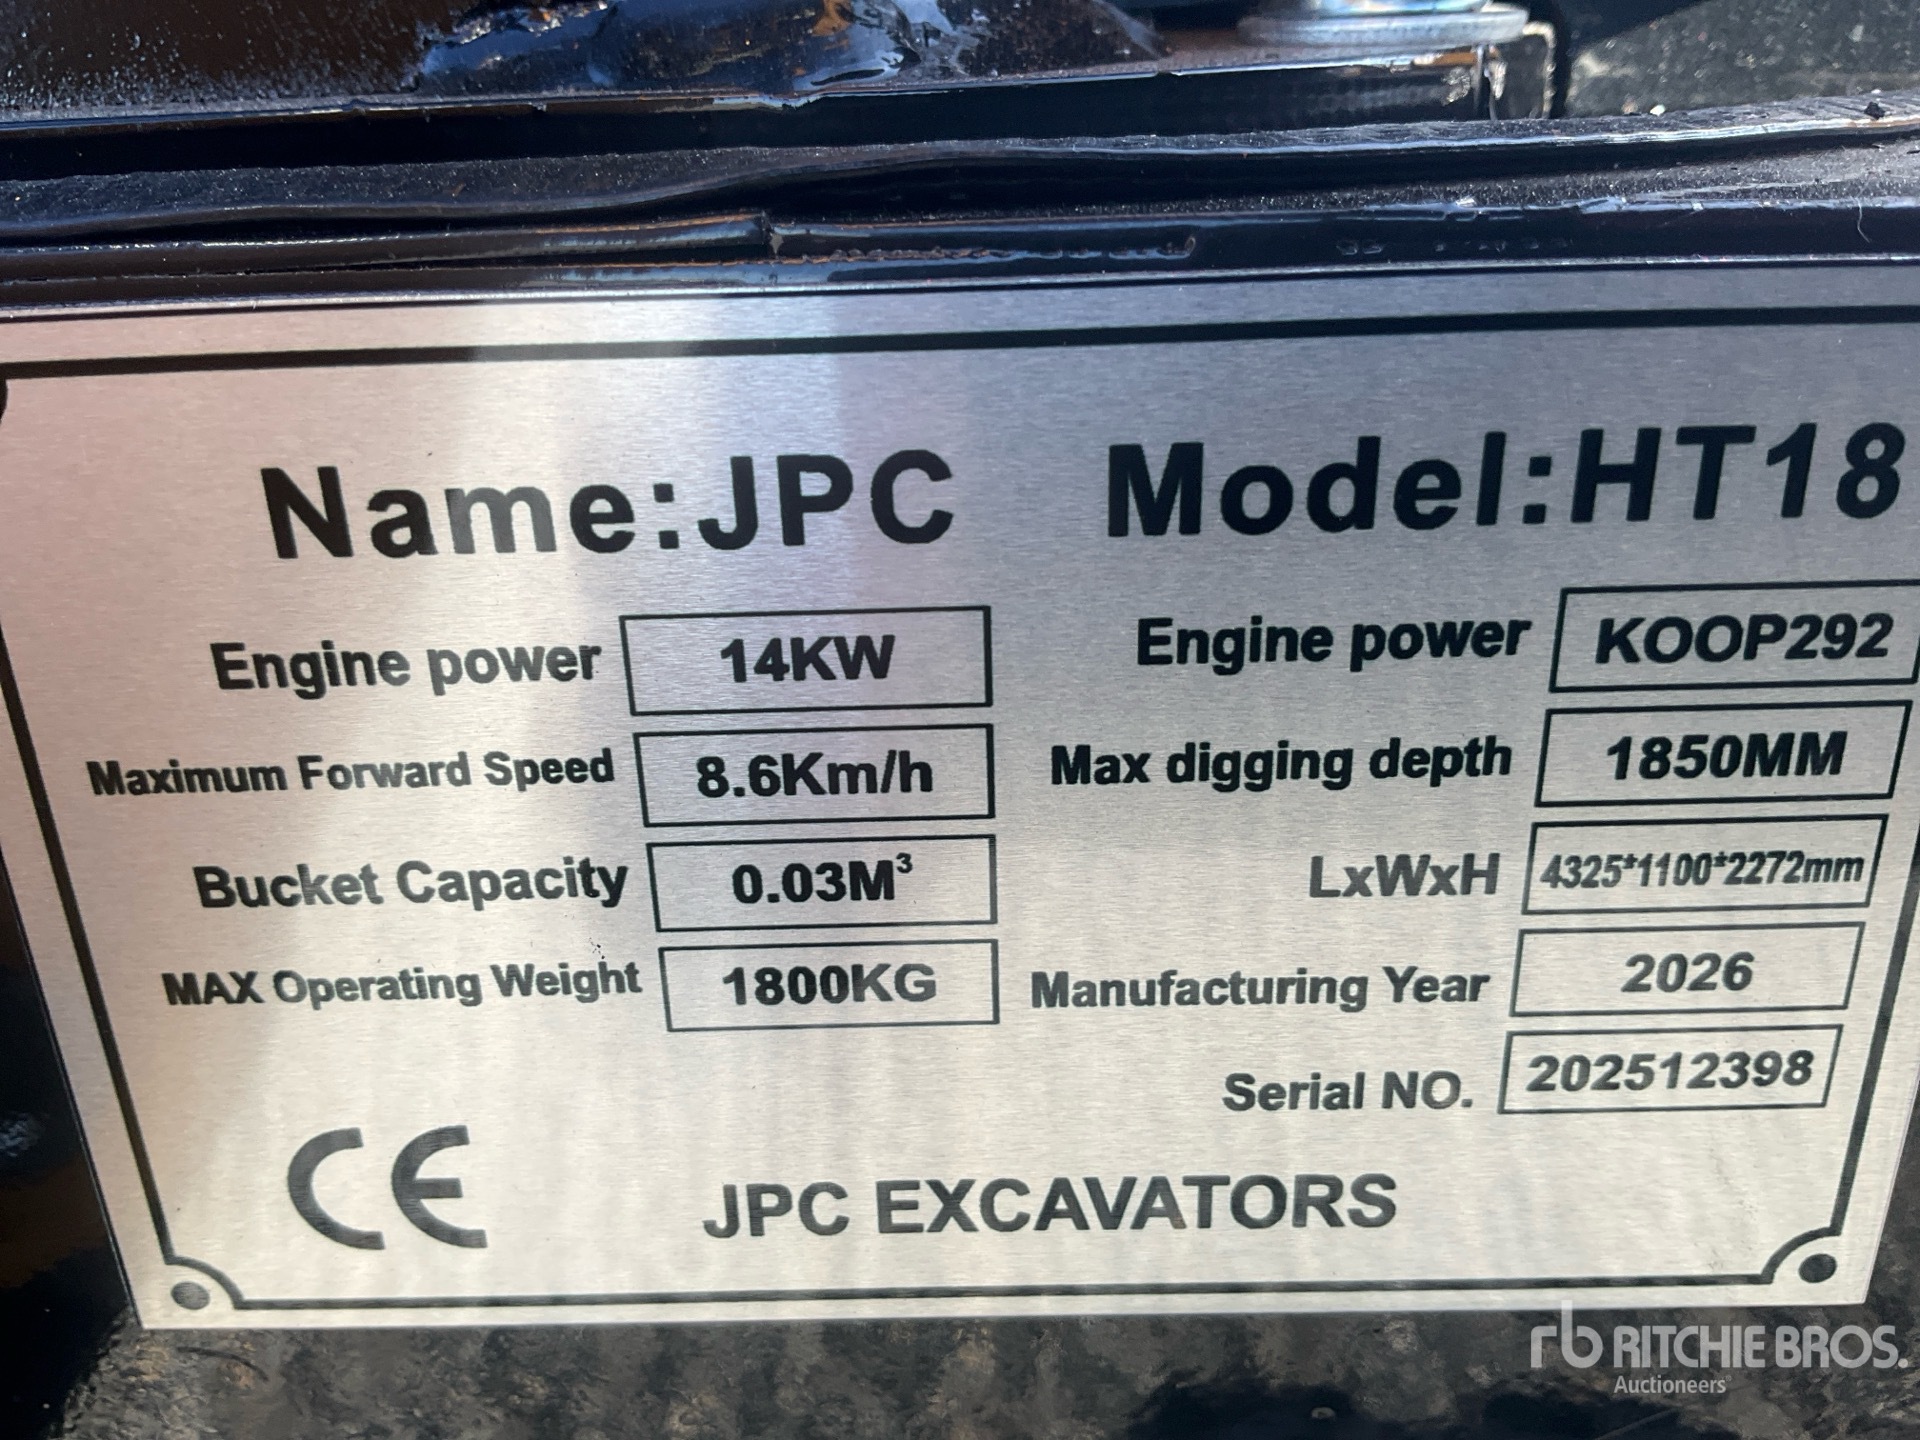 Name:JPC Model:HT18
Engine power 14KW Engine power KOOP292
Maximum Forward Speed 8.6Km/h Max digging depth 1850MM
Bucket Capacity 0.03M³ LxWxH 4325*1100*2272mm
MAX Operating Weight 1800KG Manufacturing Year 2026
Serial NO. 202512398
CE JPC EXCAVATORS
rb RITCHIE BROS.
Auctioneers